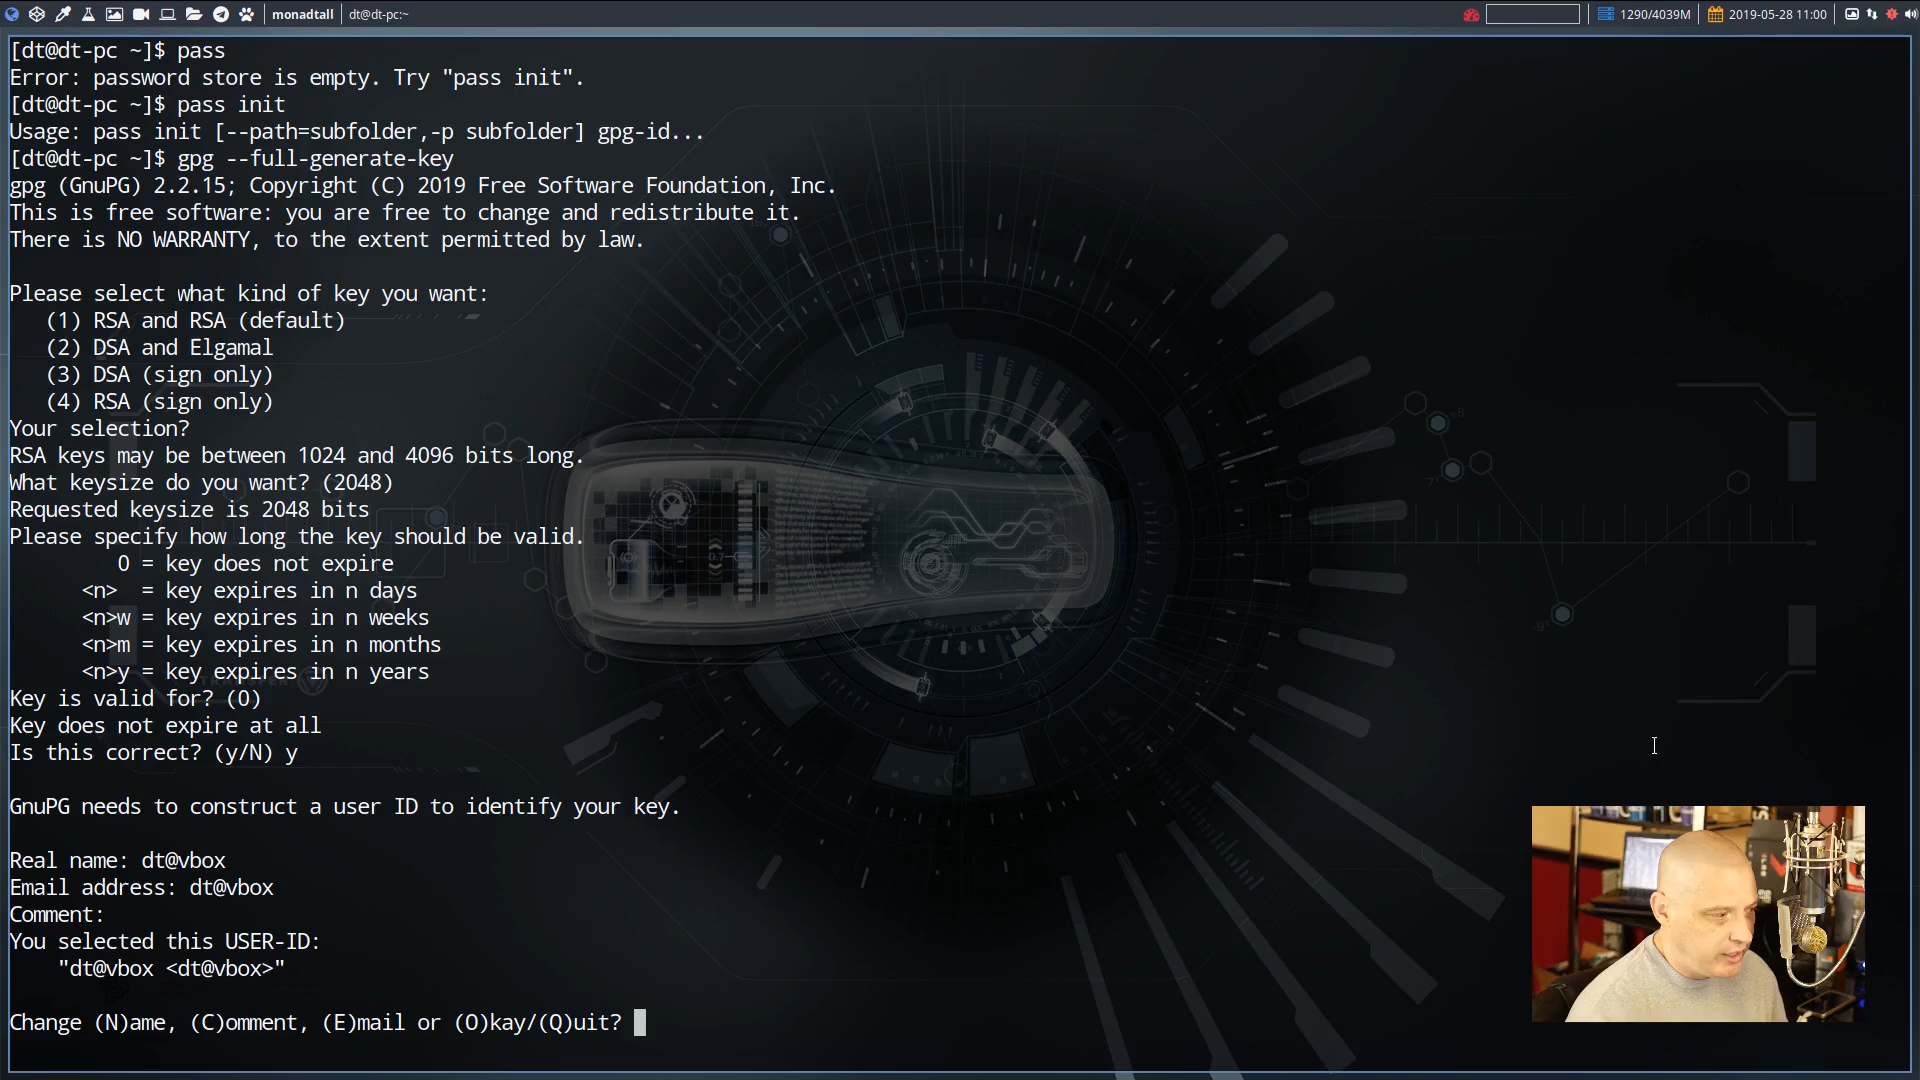 monadtall
dt@dt-pc:~
1290/4039M
2019-05-28 11:00
[dt@dt-pc ~]$ pass
Error: password store is empty. Try "pass init".
[dt@dt-pc ~]$ pass init
Usage: pass init [--path=subfolder,-p subfolder] gpg-id...
[dt@dt-pc ~]$ gpg --full-generate-key
gpg (GnuPG) 2.2.15; Copyright (C) 2019 Free Software Foundation, Inc.
This is free software: you are free to change and redistribute it.
There is NO WARRANTY, to the extent permitted by law.
Please select what kind of key you want:
(1) RSA and RSA (default)
(2) DSA and Elgamal
(3) DSA (sign only)
(4) RSA (sign only)
Your selection?
RSA keys may be between 1024 and 4096 bits long.
What keysize do you want? (2048)
Requested keysize is 2048 bits
Please specify how long the key should be valid.
0 = key does not expire
<n>  = key expires in n days
<n>w = key expires in n weeks
<n>m = key expires in n months
<n>y = key expires in n years
Key is valid for? (0)
Key does not expire at all
Is this correct? (y/N) y
GnuPG needs to construct a user ID to identify your key.
Real name: dt@vbox
Email address: dt@vbox
Comment:
You selected this USER-ID:
"dt@vbox <dt@vbox>"
Change (N)ame, (C)omment, (E)mail or (O)kay/(Q)uit?